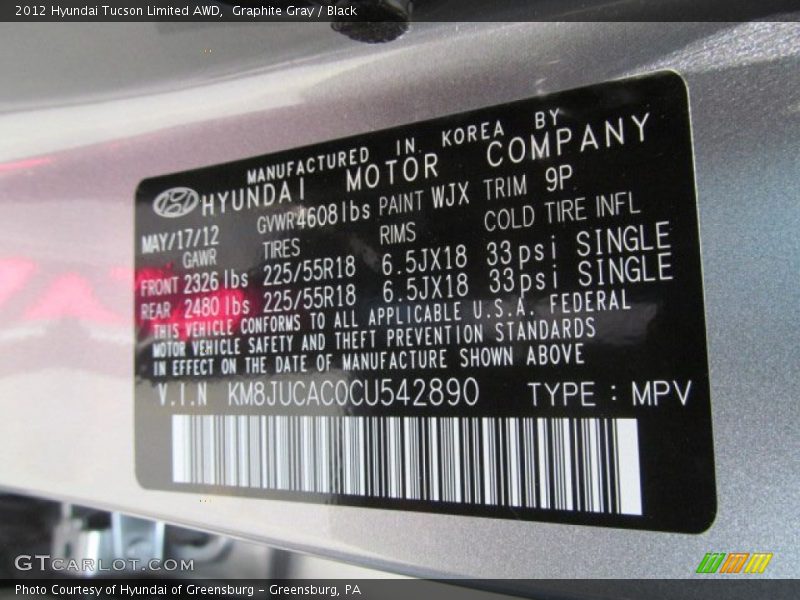 2012 Hyundai Tucson Limited AWD, Graphite Gray / Black
MANUFACTURED IN KOREA BY
HYUNDAI MOTOR COMPANY
MAY/17/12 GVWR 4608 lbs PAINT WJX TRIM 9P
GAWR TIRES RIMS COLD TIRE INFL
FRONT 2326 lbs 225/55R18 6.5JX18 33psi SINGLE
REAR 2480 lbs 225/55R18 6.5JX18 33psi SINGLE
THIS VEHICLE CONFORMS TO ALL APPLICABLE U.S.A. FEDERAL
MOTOR VEHICLE SAFETY AND THEFT PREVENTION STANDARDS
IN EFFECT ON THE DATE OF MANUFACTURE SHOWN ABOVE
V.I.N KM8JUCAC0CU542890 TYPE : MPV
GTCARLOT.COM
Photo Courtesy of Hyundai of Greensburg - Greensburg, PA